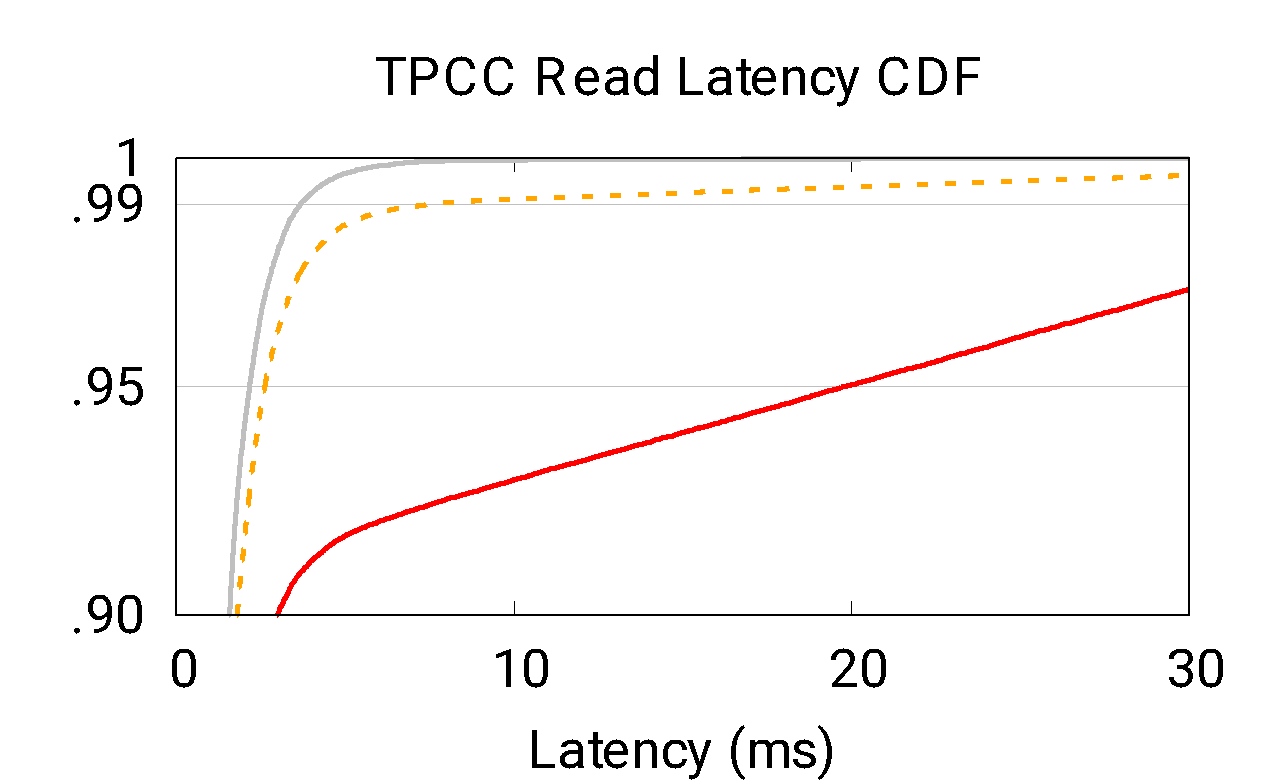 TPCC Read Latency CDF
1
.99
.95
.90
0 10 20 30
Latency (ms)